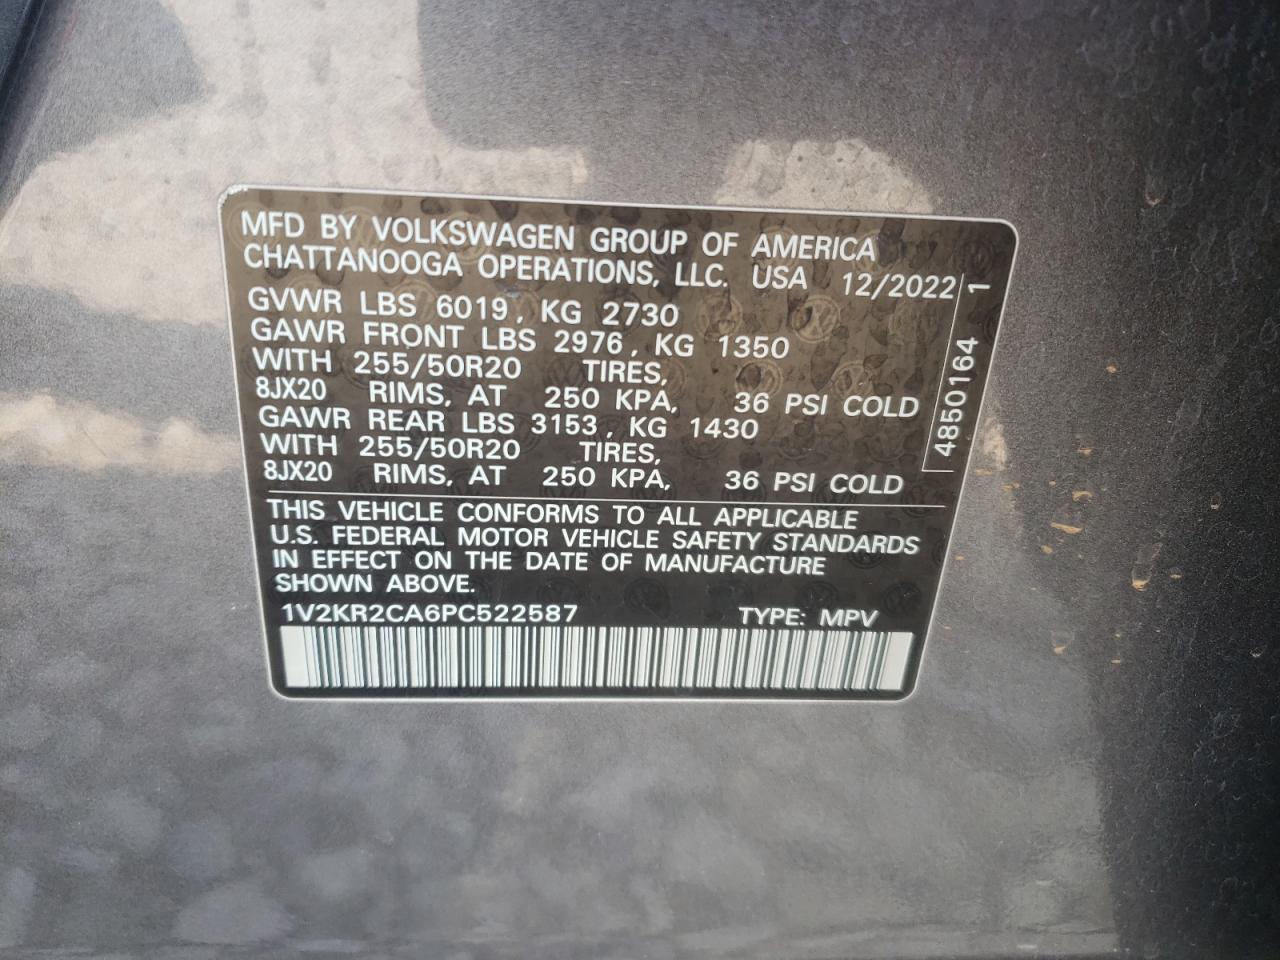 MFD BY VOLKSWAGEN GROUP OF AMERICA
CHATTANOOGA OPERATIONS, LLC. USA 12/2022
GVWR LBS 6019, KG 2730
GAWR FRONT LBS 2976, KG 1350
WITH 255/50R20 TIRES,
8JX20 RIMS, AT 250 KPA, 36 PSI COLD
GAWR REAR LBS 3153, KG 1430
WITH 255/50R20 TIRES,
8JX20 RIMS, AT 250 KPA, 36 PSI COLD
4850164 1
THIS VEHICLE CONFORMS TO ALL APPLICABLE
U.S. FEDERAL MOTOR VEHICLE SAFETY STANDARDS
IN EFFECT ON THE DATE OF MANUFACTURE
SHOWN ABOVE.
1V2KR2CA6PC522587 TYPE: MPV